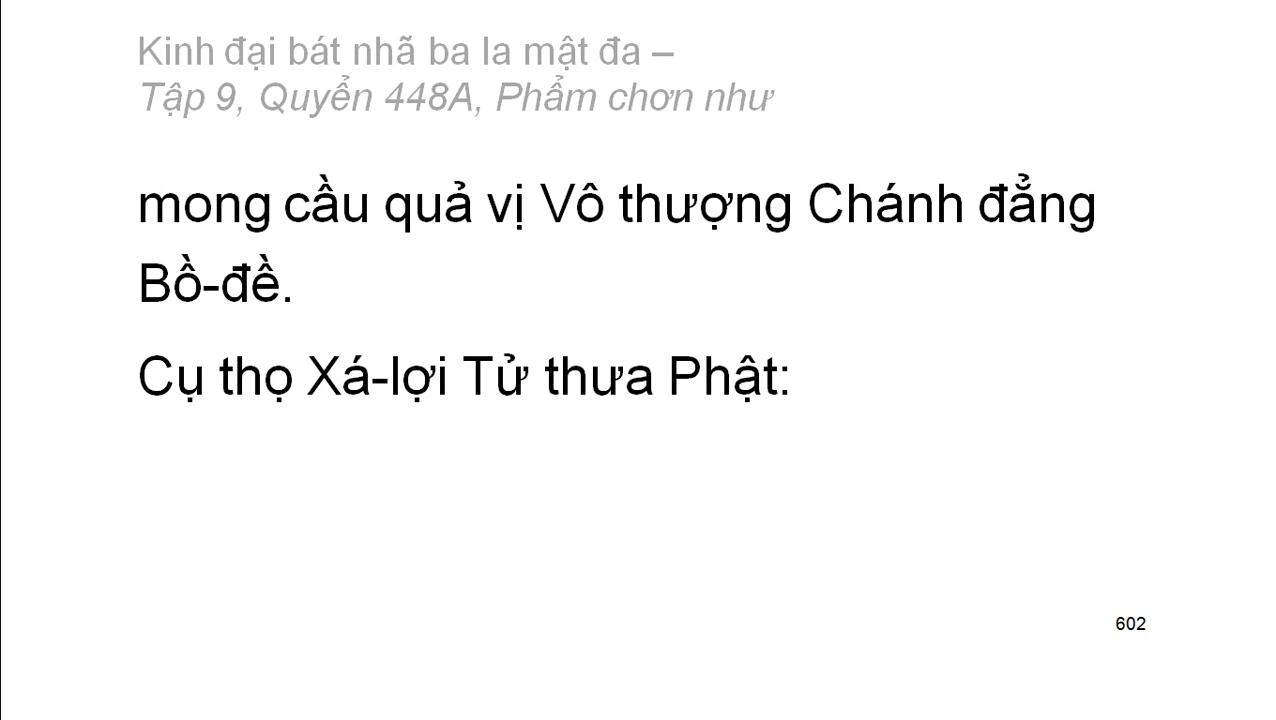 Kinh đại bát nhã ba la mật đa –
Tập 9, Quyển 448A, Phẩm chơn như
mong cầu quả vị Vô thượng Chánh đẳng
Bồ-đề.
Cụ thọ Xá-lợi Tử thưa Phật:
602